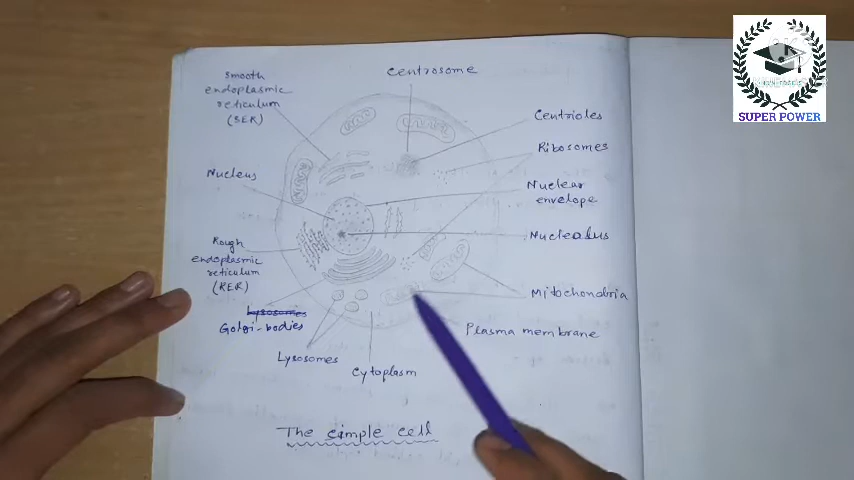 SUPER POWER
Smooth
endoplasmic
reticulum
(SER)
Centrosome
Centrioles
Ribosomes
Nucleus
Nuclear
envelope
Nucleolus
Rough
endoplasmic
reticulum
(RER)
Mitochondria
Lysosomes
Golgi-bodies
Plasma membrane
Lysosomes
Cytoplasm
The cimple cell